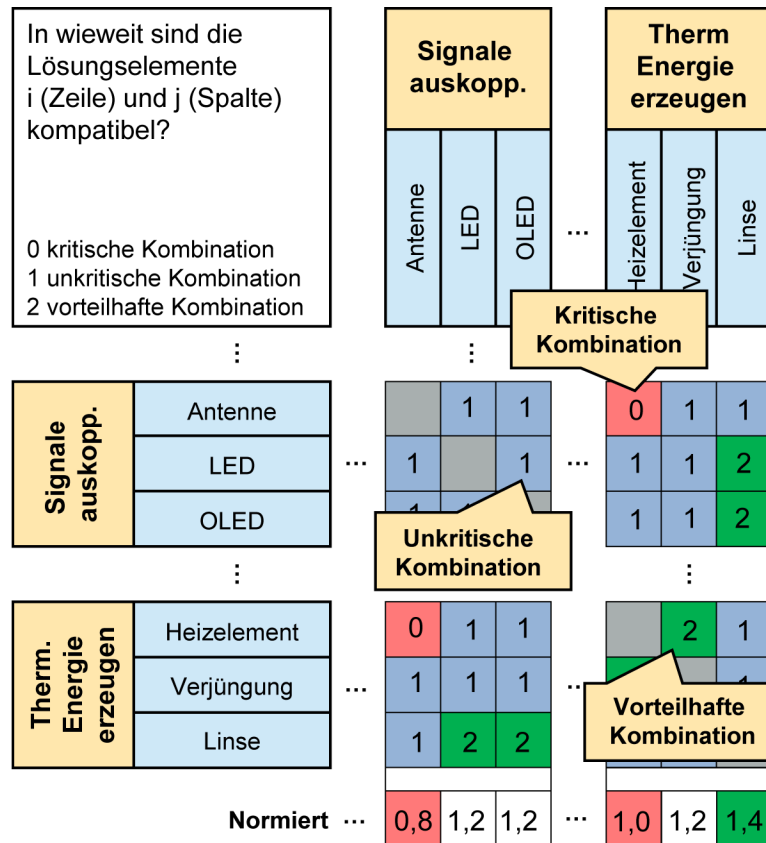 In wieweit sind die
Lösungselemente
i (Zeile) und j (Spalte)
kompatibel?
0 kritische Kombination
1 unkritische Kombination
2 vorteilhafte Kombination
Signale
auskopp.
Therm
Energie
erzeugen
Antenne
LED
OLED
...
Heizelement
Verjüngung
Linse
Kritische
Kombination
...
...
Signale
auskopp.
Antenne
1 1
0 1 1
LED
...
1 1
...
1 1 2
OLED
1 1 2
Unkritische
Kombination
...
...
Therm.
Energie
erzeugen
Heizelement
0 1 1
2 1
Verjüngung
...
1 1 1
Linse
1 2 2
Vorteilhafte
Kombination
Normiert ... 0,8 1,2 1,2 ... 1,0 1,2 1,4